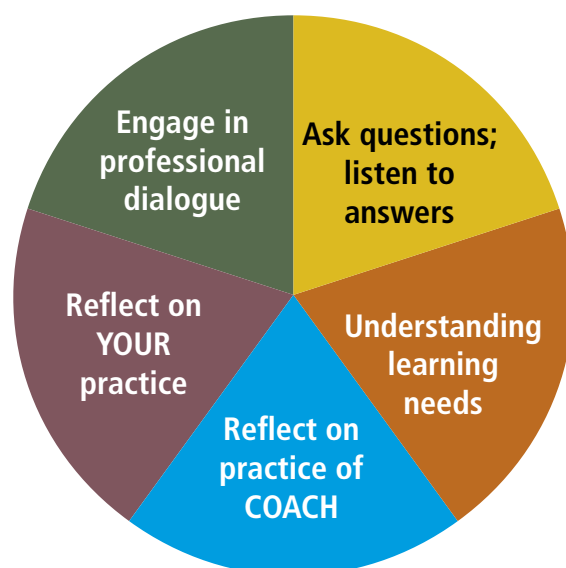 Ask questions;
listen to
answers
Understanding
learning
needs
Reflect on
practice of
COACH
Reflect on
YOUR
practice
Engage in
professional
dialogue